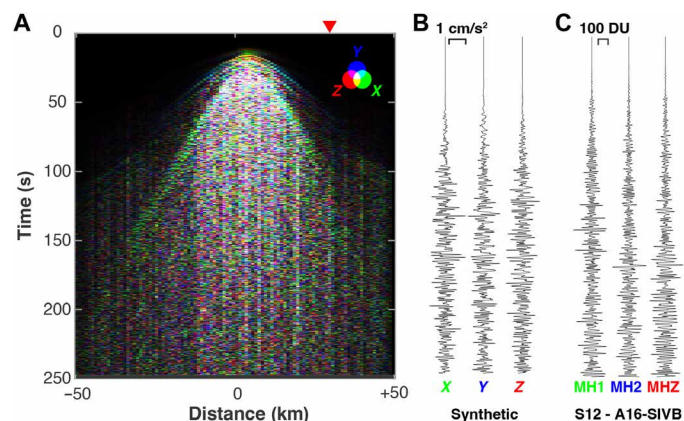 A
B
C
1 cm/s²
100 DU
Y
Z
X
0
50
100
150
200
250
Time (s)
−50
0
+50
Distance (km)
X
Y
Z
Synthetic
MH1
MH2
MHZ
S12 - A16-SIVB